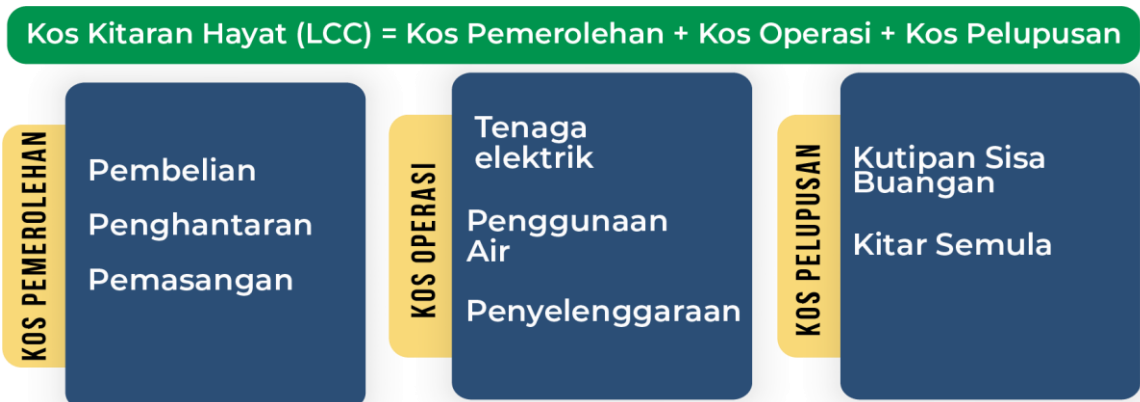 Kos Kitaran Hayat (LCC) = Kos Pemerolehan + Kos Operasi + Kos Pelupusan
KOS PEMEROLEHAN
Pembelian
Penghantaran
Pemasangan
KOS OPERASI
Tenaga
elektrik
Penggunaan
Air
Penyelenggaraan
KOS PELUPUSAN
Kutipan Sisa
Buangan
Kitar Semula